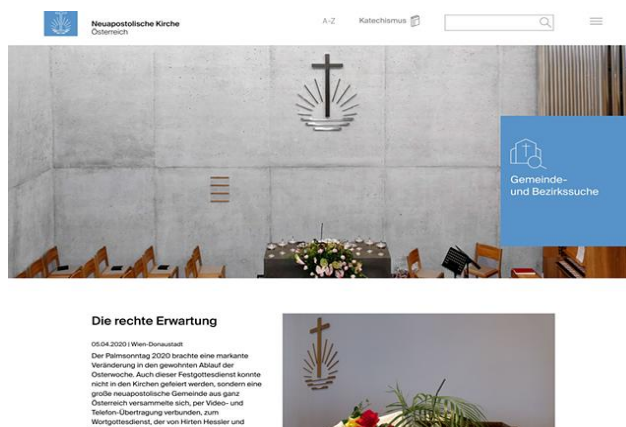 Neuapostolische Kirche
Österreich
A-Z
Katechismus
Gemeinde-
und Bezirkssuche
Die rechte Erwartung
05.04.2020 | Wien-Donaustadt
Der Palmsonntag 2020 brachte eine markante
Veränderung in den gewohnten Ablauf der
Osterwoche. Auch dieser Festgottesdienst konnte
nicht in den Kirchen gefeiert werden, sondern eine
große neuapostolische Gemeinde aus ganz
Österreich versammelte sich, per Video- und
Telefon-Übertragung verbunden, zum
Wortgottesdienst, der von Hirten Hessler und